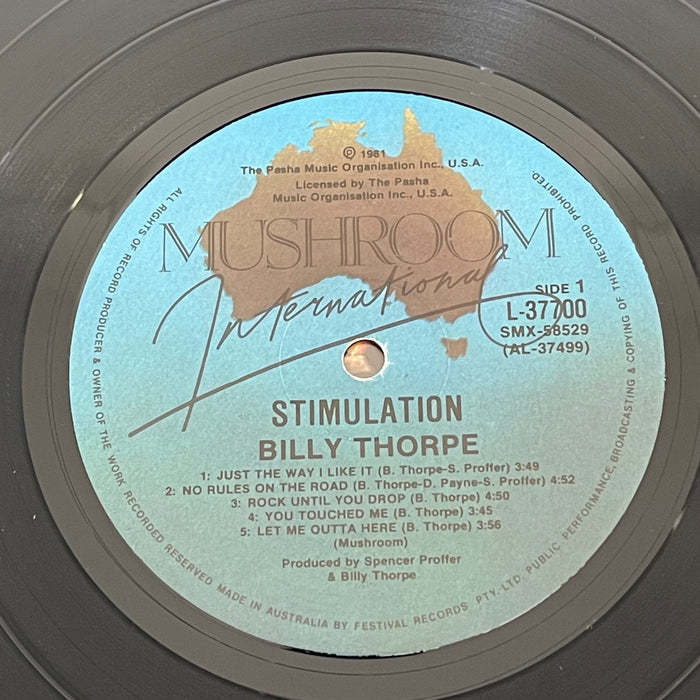 ℗ 1981
The Pasha Music Organisation Inc., U.S.A.
Licensed by The Pasha
Music Organisation Inc., U.S.A.
MUSHROOM
International
SIDE 1
L-37700
SMX-58529
(AL-37499)
STIMULATION
BILLY THORPE
1: JUST THE WAY I LIKE IT (B. Thorpe-S. Proffer) 3:49
2: NO RULES ON THE ROAD (B. Thorpe-D. Payne-S. Proffer) 4:52
3: ROCK UNTIL YOU DROP (B. Thorpe) 4:50
4: YOU TOUCHED ME (B. Thorpe) 3:45
5: LET ME OUTTA HERE (B. Thorpe) 3:56
(Mushroom)
Produced by Spencer Proffer
& Billy Thorpe
ALL RIGHTS OF RECORD PRODUCER & OWNER OF THE WORK RECORDED RESERVED MADE IN AUSTRALIA BY FESTIVAL RECORDS PTY. LTD. PUBLIC PERFORMANCE, BROADCASTING & COPYING OF THIS RECORD PROHIBITED